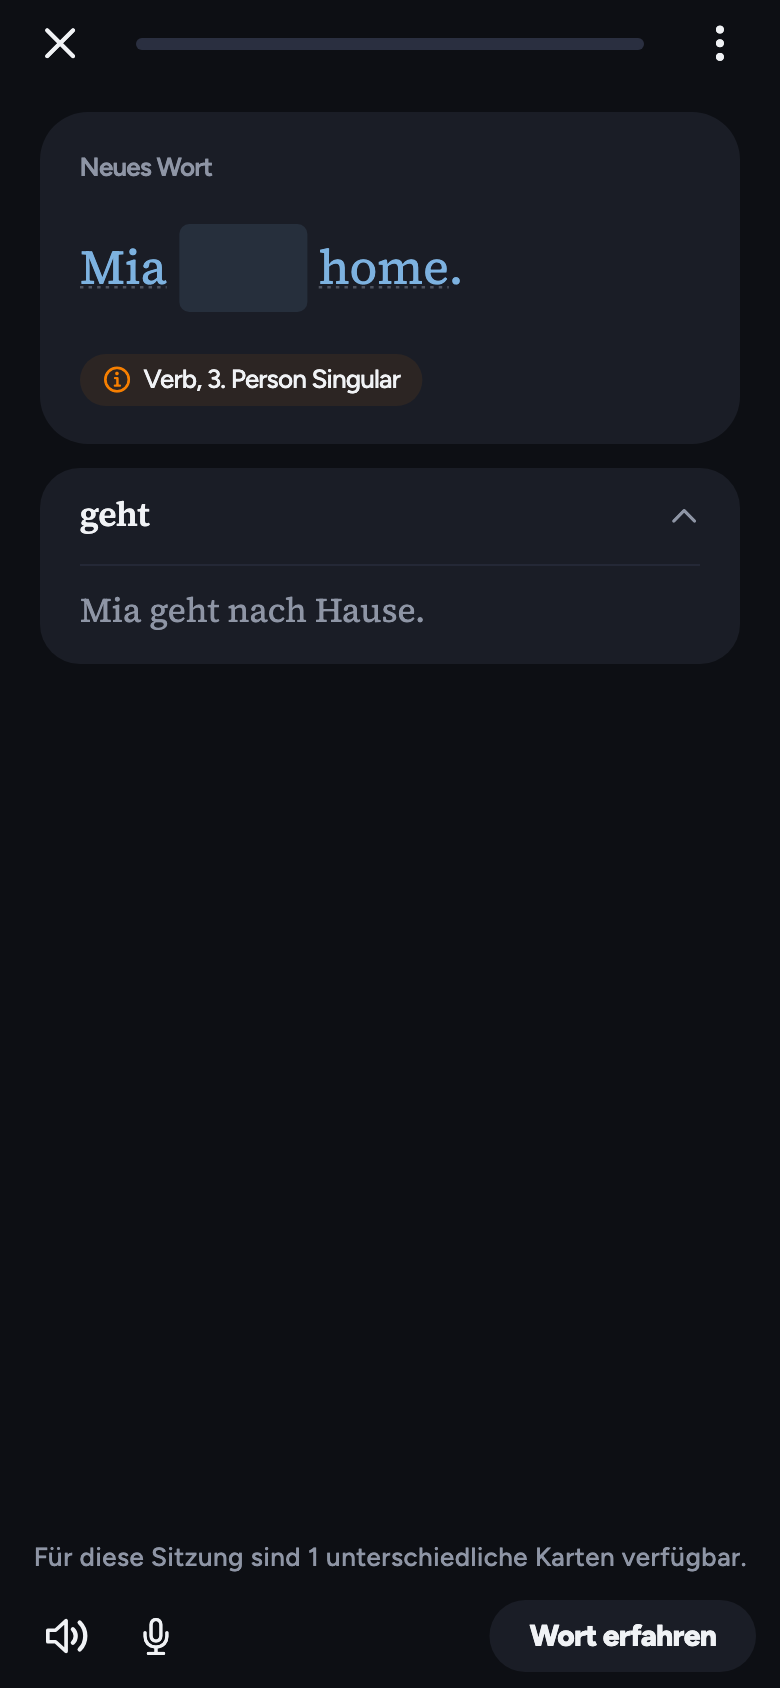 Neues Wort
Mia home.
Verb, 3. Person Singular
geht
Mia geht nach Hause.
Für diese Sitzung sind 1 unterschiedliche Karten verfügbar.
Wort erfahren